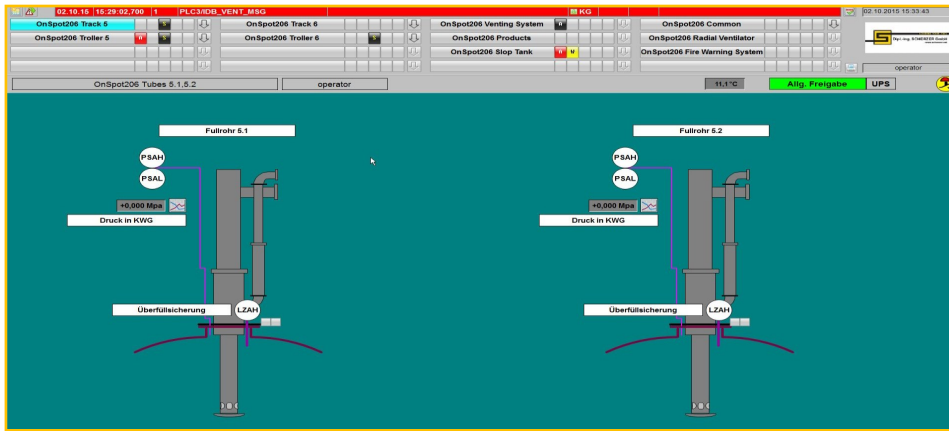 02.10.15 15:29:02,700 1 PLC3/IDB_VENT_MSG KG 02.10.2015 15:33:43
OnSpot206 Track 5 S OnSpot206 Track 6 OnSpot206 Venting System A OnSpot206 Common
OnSpot206 Troller 5 A S OnSpot206 Troller 6 S OnSpot206 Products OnSpot206 Radial Ventilator
OnSpot206 Slop Tank A W OnSpot206 Fire Warning System
operator
OnSpot206 Tubes 5.1,5.2 operator 11,1 °C Allg. Freigabe UPS
Fullrohr 5.1 Fullrohr 5.2
PSAH PSAH
PSAL PSAL
+0,000 Mpa +0,000 Mpa
Druck in KWG Druck in KWG
Überfüllsicherung LZAH Überfüllsicherung LZAH